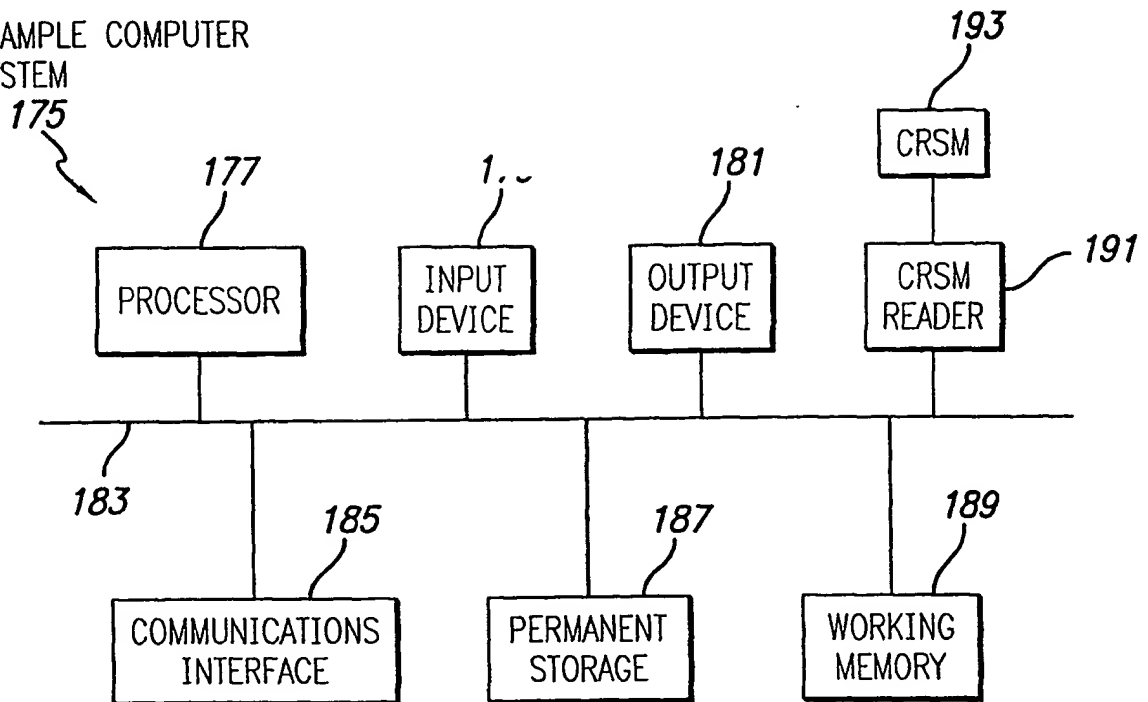 AMPLE COMPUTER
STEM
175
193
CRSM
177
181
191
PROCESSOR
INPUT
DEVICE
OUTPUT
DEVICE
CRSM
READER
183
185
187
189
COMMUNICATIONS
INTERFACE
PERMANENT
STORAGE
WORKING
MEMORY